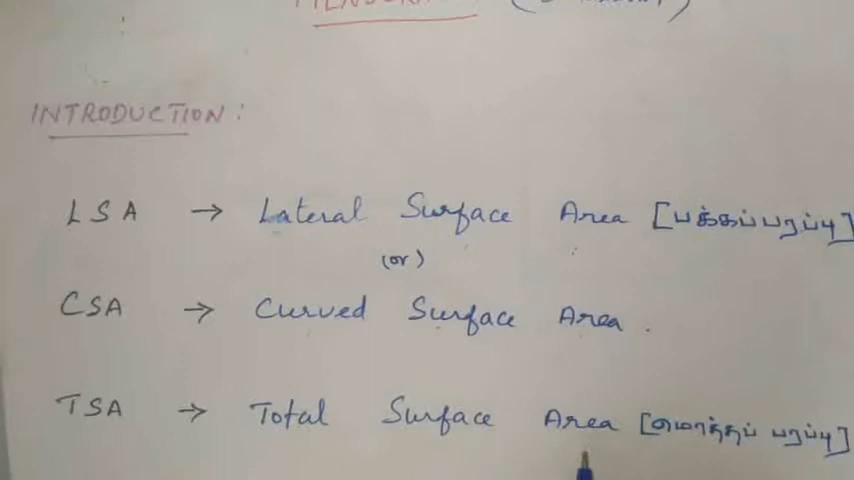 INTRODUCTION:
LSA → Lateral Surface Area [பக்கப்பரப்பு]
(or)
CSA → Curved Surface Area.
TSA → Total Surface Area [மொத்தப் பரப்பு]